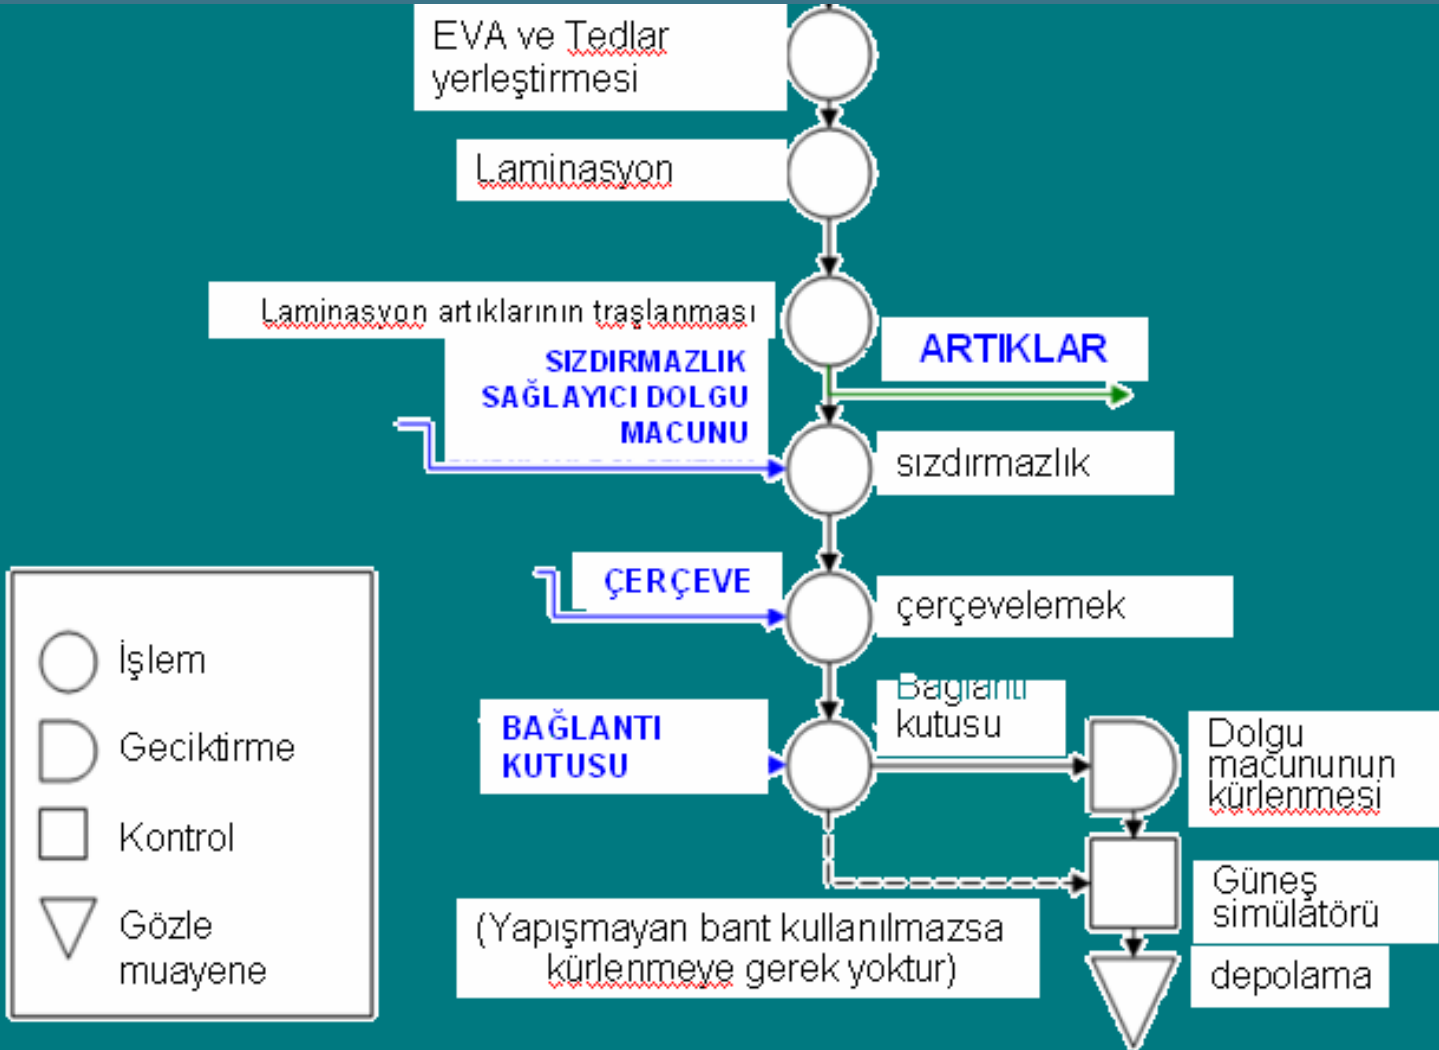 EVA ve Tedlar
yerleştirmesi
Laminasyon
Laminasyon artıklarının traşlanması
SIZDIRMAZLIK
SAĞLAYICI DOLGU
MACUNU
ARTIKLAR
sızdırmazlık
ÇERÇEVE
çerçevelemek
BAĞLANTI
KUTUSU
Bağlantı
kutusu
Dolgu
macununun
kürlenmesi
Güneş
simülatörü
depolama
(Yapışmayan bant kullanılmazsa
kürlenmeye gerek yoktur)
İşlem
Geciktirme
Kontrol
Gözle
muayene